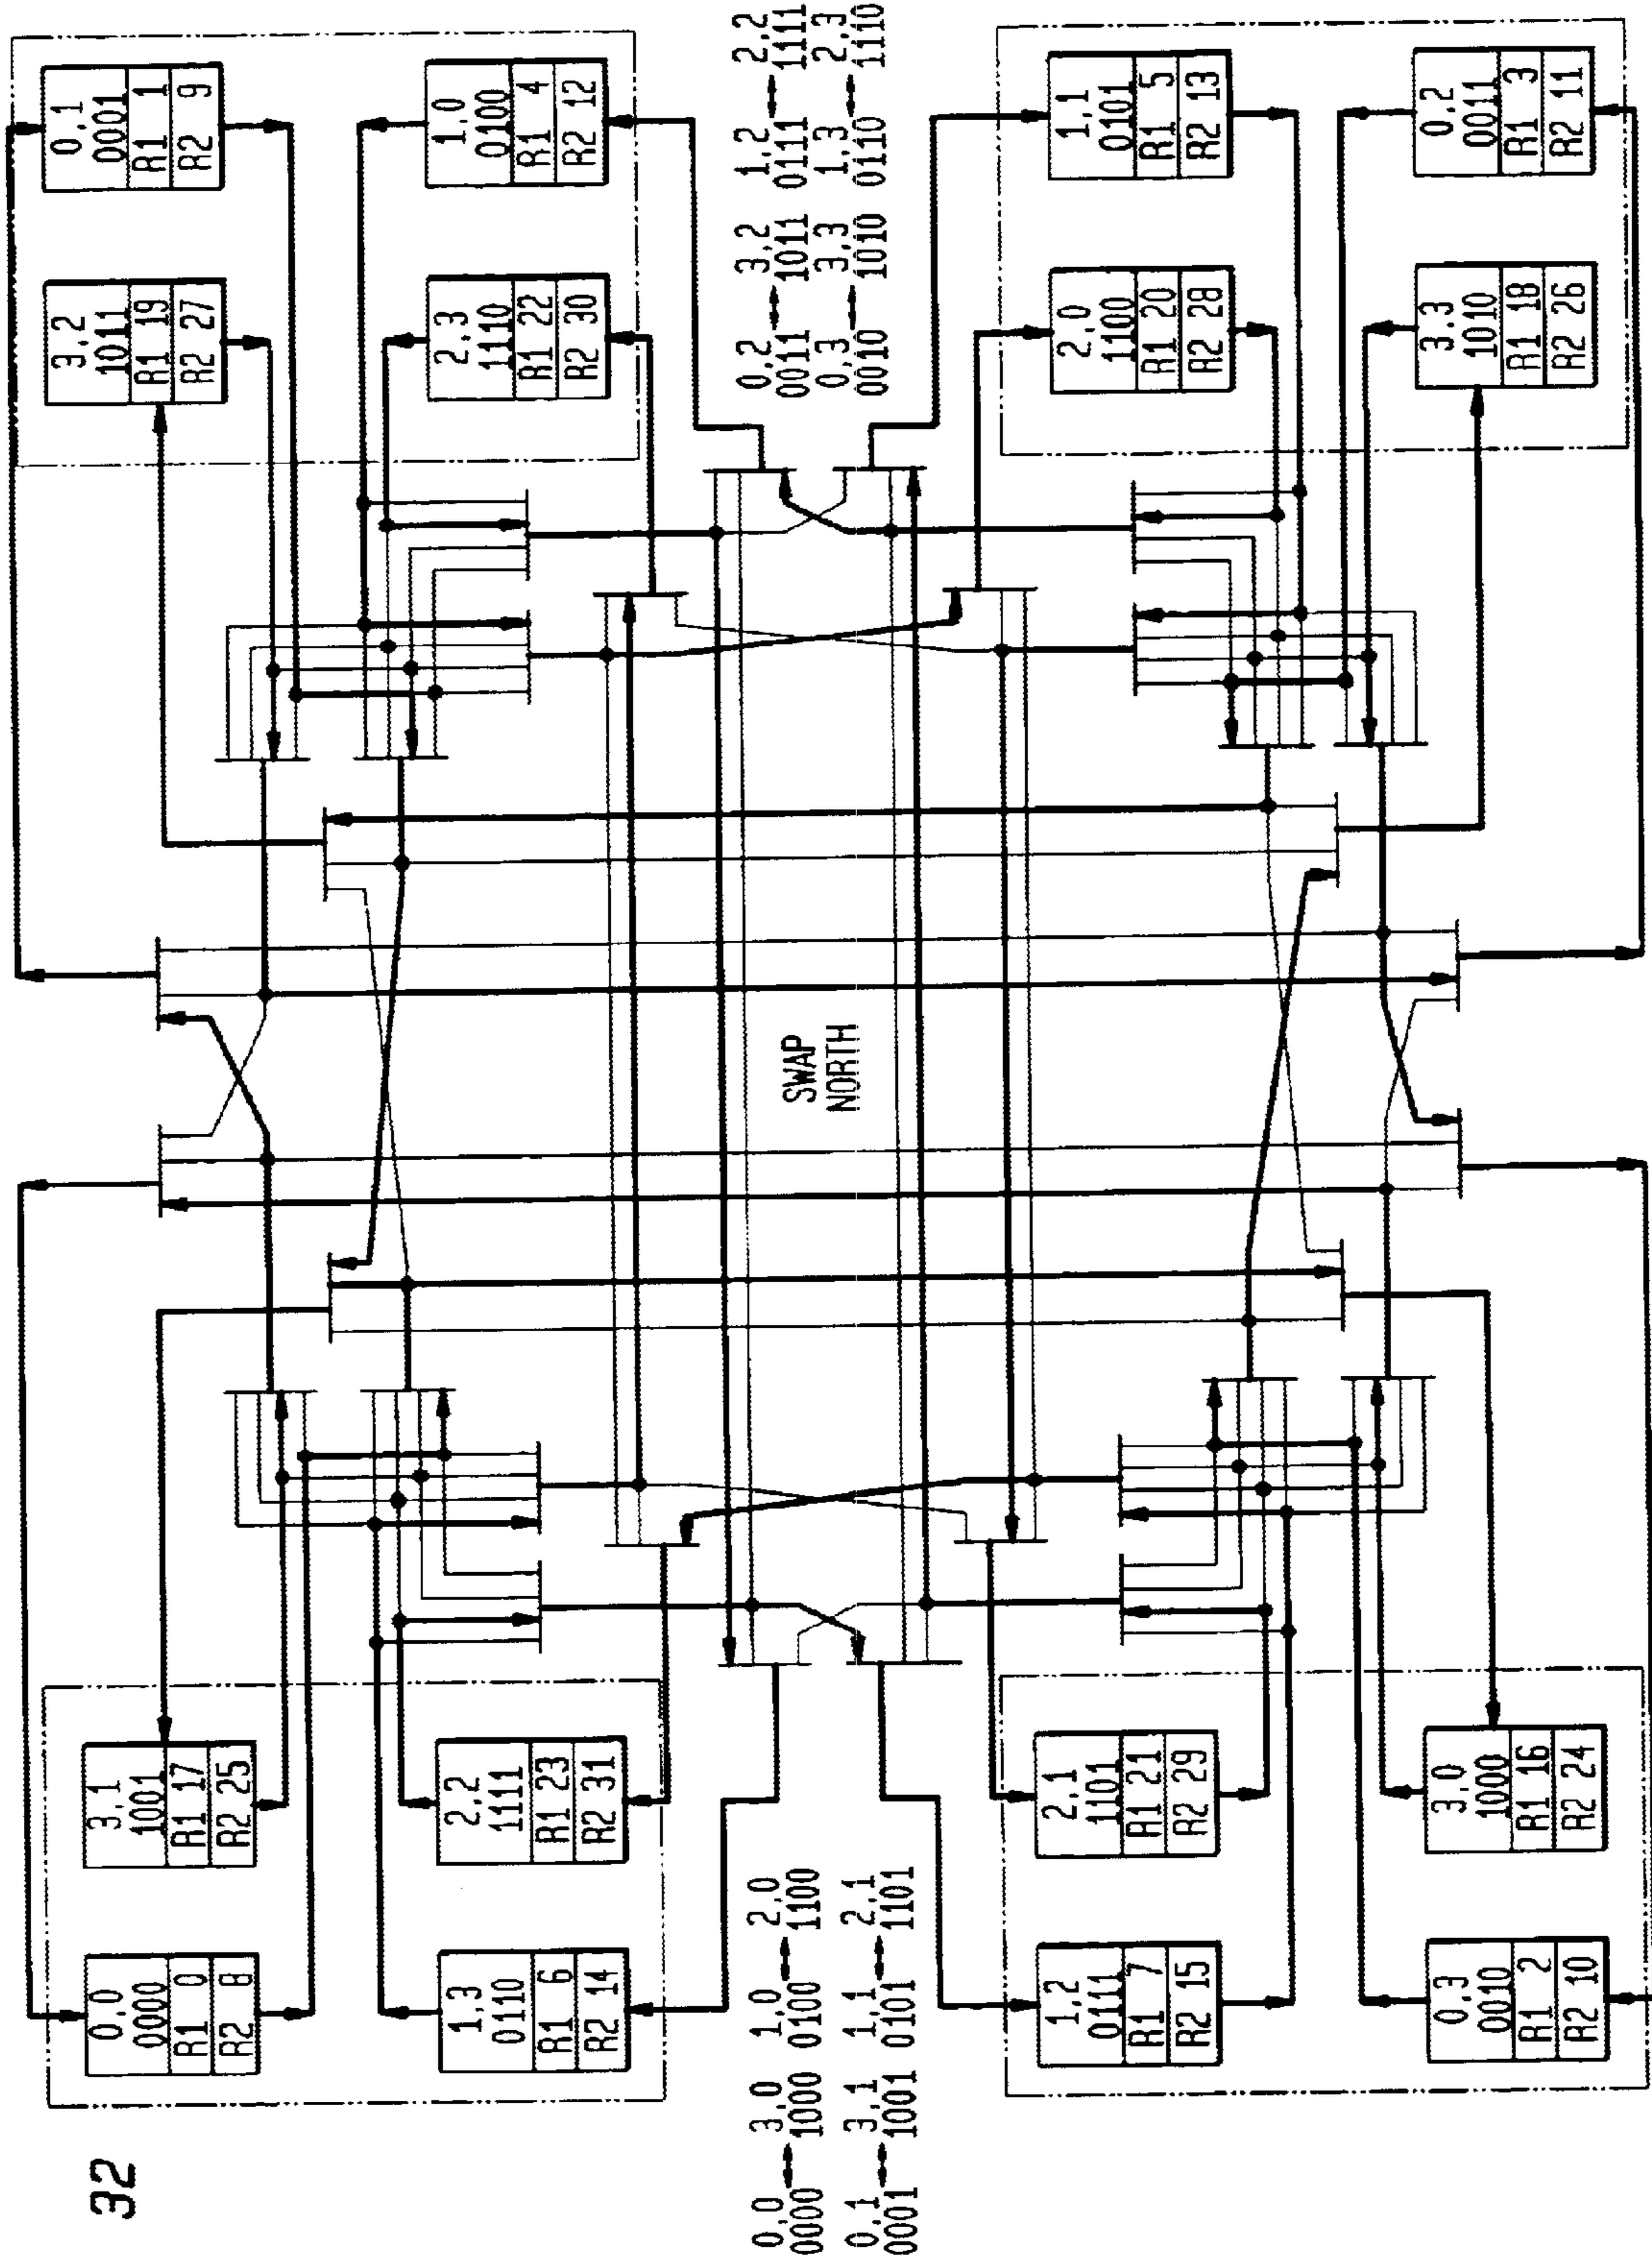 32
0,0
0000
R1 0
R2 8
3,1
1001
R1 17
R2 25
3,2
1011
R1 19
R2 27
0,1
0001
R1 1
R2 9
1,3
0110
R1 6
R2 14
2,2
1111
R1 23
R2 31
2,3
1110
R1 22
R2 30
1,0
0100
R1 4
R2 12
0,0 ↔ 3,0 1,0 ↔ 2,0
0000 1000 0100 1100
0,1 ↔ 3,1 1,1 ↔ 2,1
0001 1001 0101 1101
SWAP
NORTH
0,2 ↔ 3,2 1,2 ↔ 2,2
0011 1011 0111 1111
0,3 ↔ 3,3 1,3 ↔ 2,3
0010 1010 0110 1110
1,2
0111
R1 7
R2 15
2,1
1101
R1 21
R2 29
2,0
1100
R1 20
R2 28
1,1
0101
R1 5
R2 13
0,3
0010
R1 2
R2 10
3,0
1000
R1 16
R2 24
3,3
1010
R1 18
R2 26
0,2
0011
R1 3
R2 11